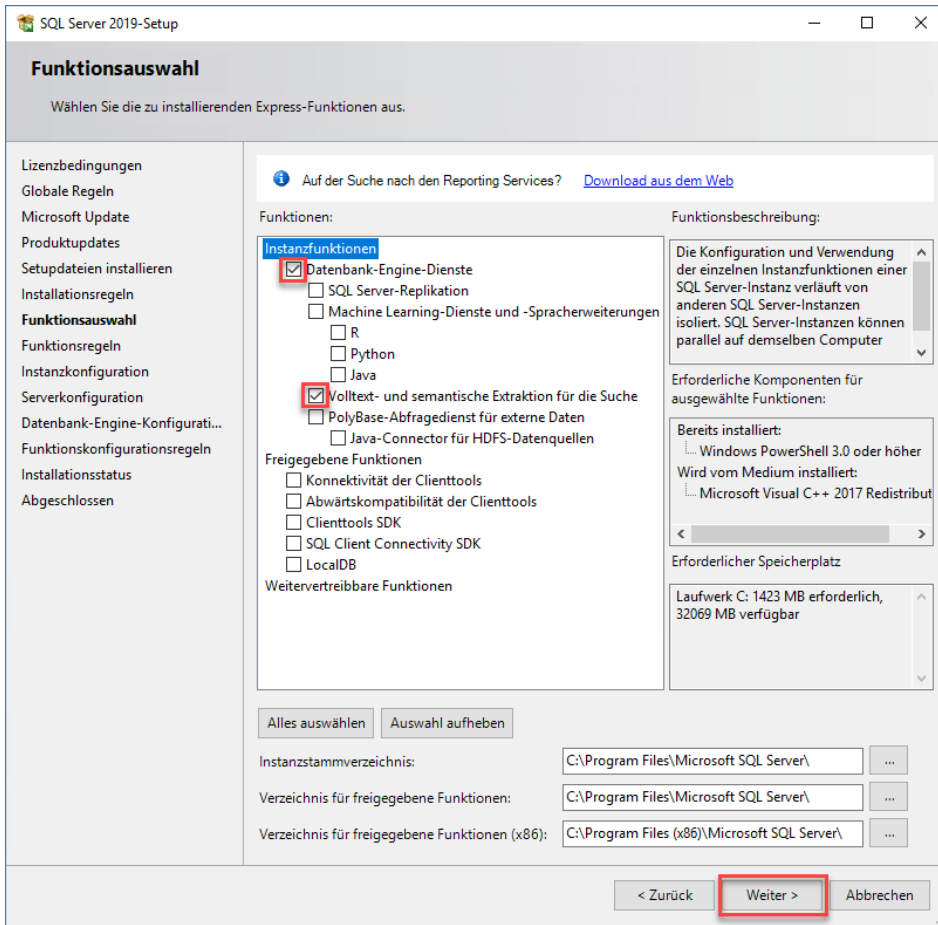 SQL Server 2019-Setup
Funktionsauswahl
Wählen Sie die zu installierenden Express-Funktionen aus.
Lizenzbedingungen
Globale Regeln
Microsoft Update
Produktupdates
Setupdateien installieren
Installationsregeln
Funktionsauswahl
Funktionsregeln
Instanzkonfiguration
Serverkonfiguration
Datenbank-Engine-Konfigurati...
Funktionskonfigurationsregeln
Installationsstatus
Abgeschlossen
Auf der Suche nach den Reporting Services? Download aus dem Web
Funktionen:
Instanzfunktionen
Datenbank-Engine-Dienste
SQL Server-Replikation
Machine Learning-Dienste und -Spracherweiterungen
R
Python
Java
Volltext- und semantische Extraktion für die Suche
PolyBase-Abfragedienst für externe Daten
Java-Connector für HDFS-Datenquellen
Freigegebene Funktionen
Konnektivität der Clienttools
Abwärtskompatibilität der Clienttools
Clienttools SDK
SQL Client Connectivity SDK
LocalDB
Weitervertreibbare Funktionen
Funktionsbeschreibung:
Die Konfiguration und Verwendung
der einzelnen Instanzfunktionen einer
SQL Server-Instanz verläuft von
anderen SQL Server-Instanzen
isoliert. SQL Server-Instanzen können
parallel auf demselben Computer
Erforderliche Komponenten für
ausgewählte Funktionen:
Bereits installiert:
Windows PowerShell 3.0 oder höher
Wird vom Medium installiert:
Microsoft Visual C++ 2017 Redistribut
Erforderlicher Speicherplatz
Laufwerk C: 1423 MB erforderlich,
32069 MB verfügbar
Alles auswählen Auswahl aufheben
Instanzstammverzeichnis: C:\Program Files\Microsoft SQL Server\ ...
Verzeichnis für freigegebene Funktionen: C:\Program Files\Microsoft SQL Server\ ...
Verzeichnis für freigegebene Funktionen (x86): C:\Program Files (x86)\Microsoft SQL Server\ ...
< Zurück Weiter > Abbrechen